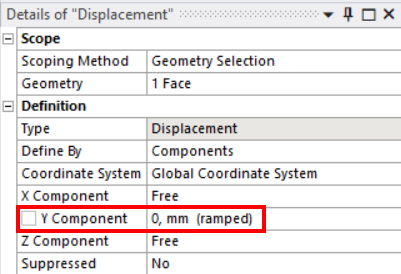 Details of "Displacement"
Scope
Scoping Method Geometry Selection
Geometry 1 Face
Definition
Type Displacement
Define By Components
Coordinate System Global Coordinate System
X Component Free
Y Component 0, mm (ramped)
Z Component Free
Suppressed No